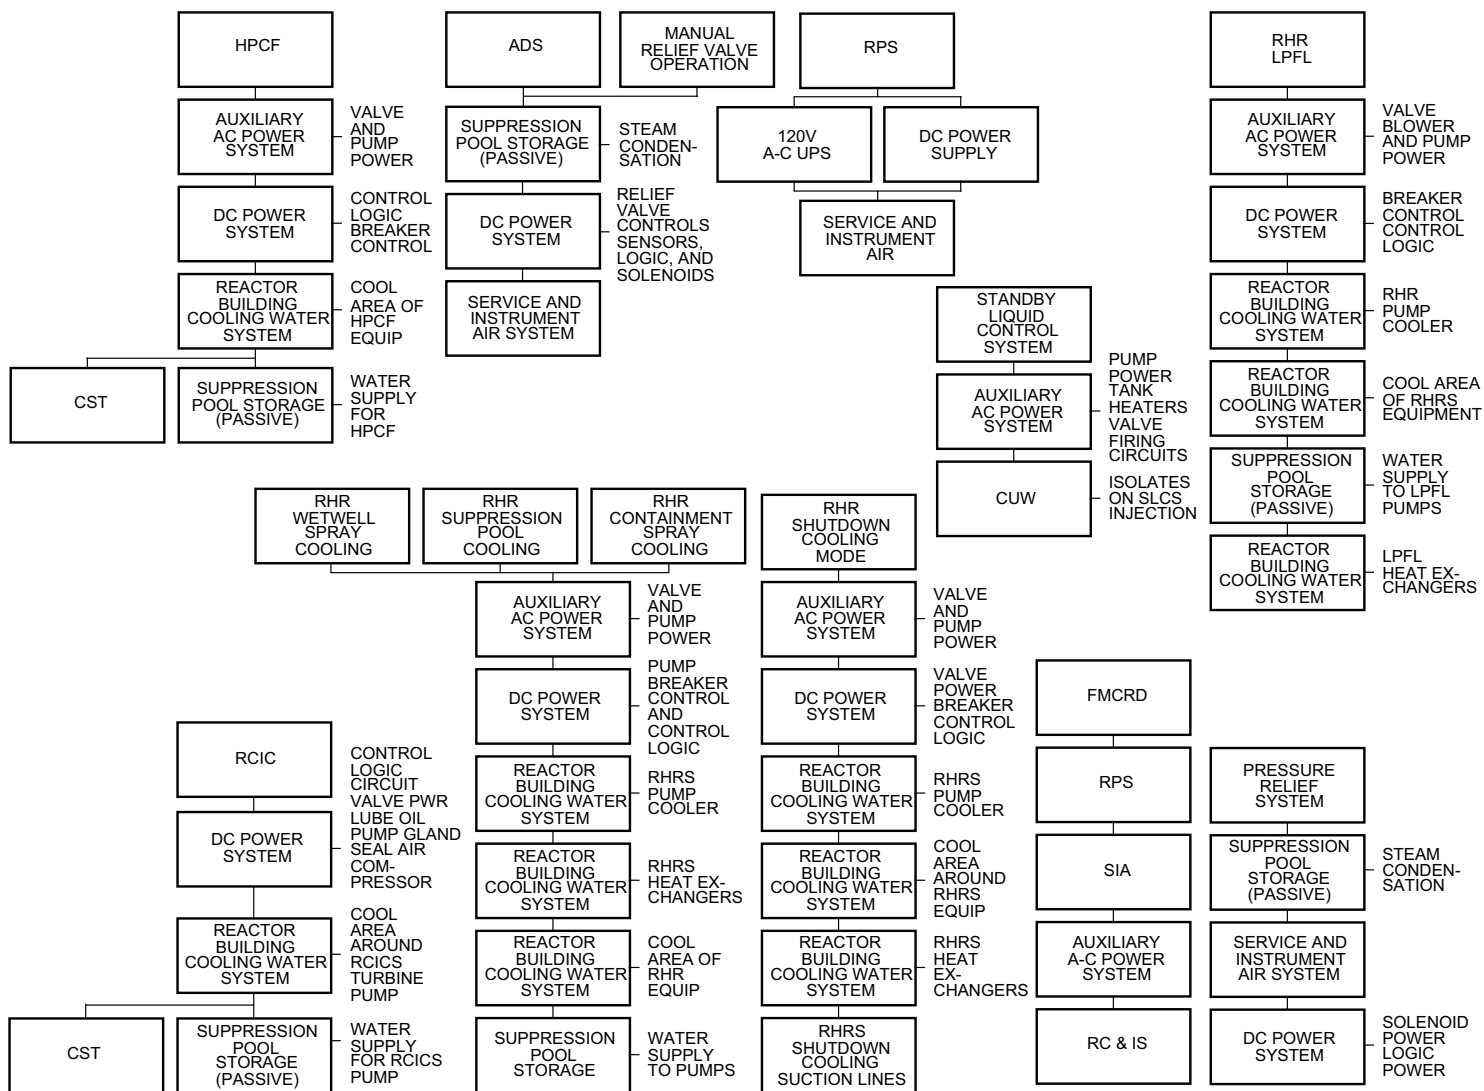 HPCF
AUXILIARY
AC POWER
SYSTEM
VALVE
AND
PUMP
POWER
DC POWER
SYSTEM
CONTROL
LOGIC
BREAKER
CONTROL
REACTOR
BUILDING
COOLING WATER
SYSTEM
COOL
AREA OF
HPCF
EQUIP
CST
SUPPRESSION
POOL STORAGE
(PASSIVE)
WATER
SUPPLY
FOR
HPCF
ADS
MANUAL
RELIEF VALVE
OPERATION
SUPPRESSION
POOL STORAGE
(PASSIVE)
STEAM
CONDEN-
SATION
DC POWER
SYSTEM
RELIEF
VALVE
CONTROLS
SENSORS,
LOGIC, AND
SOLENOIDS
SERVICE AND
INSTRUMENT
AIR SYSTEM
RPS
120V
A-C UPS
DC POWER
SUPPLY
SERVICE AND
INSTRUMENT
AIR
STANDBY
LIQUID
CONTROL
SYSTEM
AUXILIARY
AC POWER
SYSTEM
PUMP
POWER
TANK
HEATERS
VALVE
FIRING
CIRCUITS
CUW
ISOLATES
ON SLCS
INJECTION
RHR
LPFL
AUXILIARY
AC POWER
SYSTEM
VALVE
BLOWER
AND PUMP
POWER
DC POWER
SYSTEM
BREAKER
CONTROL
CONTROL
LOGIC
REACTOR
BUILDING
COOLING WATER
SYSTEM
RHR
PUMP
COOLER
REACTOR
BUILDING
COOLING WATER
SYSTEM
COOL AREA
OF RHRS
EQUIPMENT
SUPPRESSION
POOL
STORAGE
(PASSIVE)
WATER
SUPPLY
TO LPFL
PUMPS
REACTOR
BUILDING
COOLING WATER
SYSTEM
LPFL
HEAT EX-
CHANGERS
RHR
WETWELL
SPRAY
COOLING
RHR
SUPPRESSION
POOL
COOLING
RHR
CONTAINMENT
SPRAY
COOLING
AUXILIARY
AC POWER
SYSTEM
VALVE
AND
PUMP
POWER
DC POWER
SYSTEM
PUMP
BREAKER
CONTROL
AND
CONTROL
LOGIC
REACTOR
BUILDING
COOLING WATER
SYSTEM
RHRS
PUMP
COOLER
REACTOR
BUILDING
COOLING WATER
SYSTEM
RHRS
HEAT EX-
CHANGERS
REACTOR
BUILDING
COOLING WATER
SYSTEM
COOL
AREA OF
RHR
EQUIP
SUPPRESSION
POOL
STORAGE
WATER
SUPPLY
TO PUMPS
RHR
SHUTDOWN
COOLING
MODE
AUXILIARY
AC POWER
SYSTEM
VALVE
AND
PUMP
POWER
DC POWER
SYSTEM
VALVE
POWER
BREAKER
CONTROL
LOGIC
REACTOR
BUILDING
COOLING WATER
SYSTEM
RHRS
PUMP
COOLER
REACTOR
BUILDING
COOLING WATER
SYSTEM
COOL
AREA
AROUND
RHRS
EQUIP
REACTOR
BUILDING
COOLING WATER
SYSTEM
RHRS
HEAT
EX-
CHANGERS
RHRS
SHUTDOWN
COOLING
SUCTION LINES
RCIC
DC POWER
SYSTEM
CONTROL
LOGIC
CIRCUIT
VALVE PWR
LUBE OIL
PUMP GLAND
SEAL AIR
COM-
PRESSOR
REACTOR
BUILDING
COOLING WATER
SYSTEM
COOL
AREA
AROUND
RCICS
TURBINE
PUMP
CST
SUPPRESSION
POOL
STORAGE
(PASSIVE)
WATER
SUPPLY
FOR RCICS
PUMP
FMCRD
RPS
SIA
AUXILIARY
A-C POWER
SYSTEM
RC & IS
PRESSURE
RELIEF
SYSTEM
SUPPRESSION
POOL
STORAGE
(PASSIVE)
STEAM
CONDEN-
SATION
SERVICE AND
INSTRUMENT
AIR SYSTEM
DC POWER
SYSTEM
SOLENOID
POWER
LOGIC
POWER